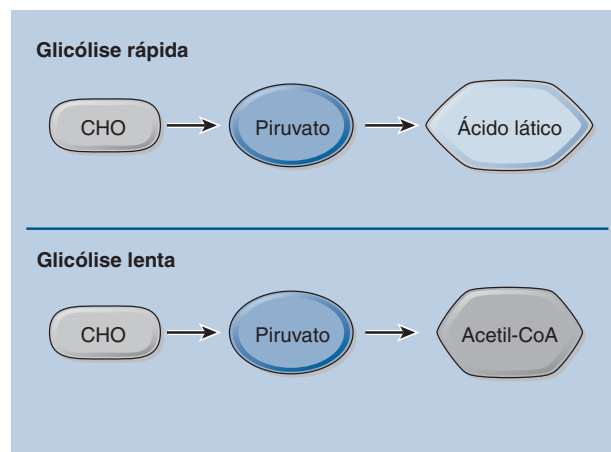 Glicólise rápida
CHO Piruvato Ácido lático
Glicólise lenta
CHO Piruvato Acetil-CoA